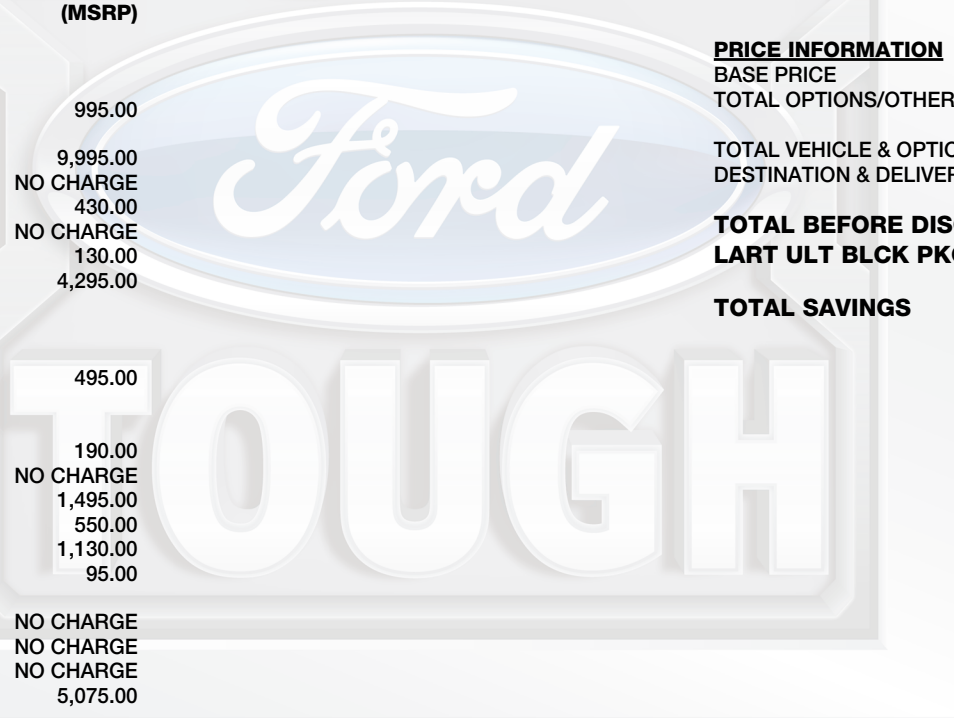 (MSRP)
995.00
9,995.00
NO CHARGE
430.00
NO CHARGE
130.00
4,295.00
495.00
190.00
NO CHARGE
1,495.00
550.00
1,130.00
95.00
NO CHARGE
NO CHARGE
NO CHARGE
5,075.00
PRICE INFORMATION
BASE PRICE
TOTAL OPTIONS/OTHER
TOTAL VEHICLE & OPTIO
DESTINATION & DELIVER
TOTAL BEFORE DIS
LART ULT BLCK PK
TOTAL SAVINGS
Ford
TOUGH